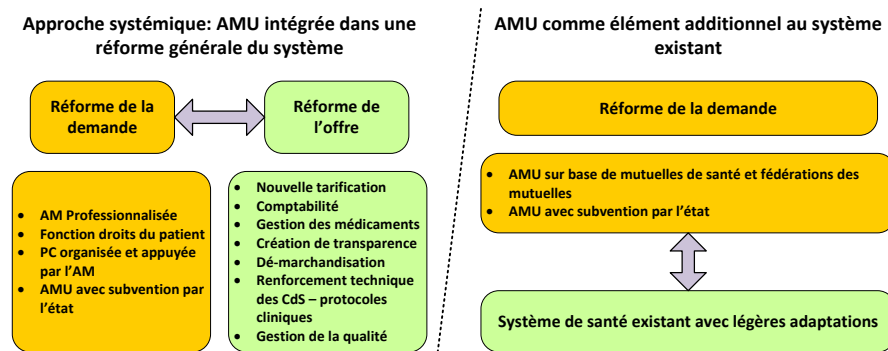 Approche systémique: AMU intégrée dans une
réforme générale du système
Réforme de la
demande
Réforme de
l'offre
• AM Professionnalisée
• Fonction droits du patient
• PC organisée et appuyée
par l'AM
• AMU avec subvention par
l'état
• Nouvelle tarification
• Comptabilité
• Gestion des médicaments
• Création de transparence
• Dé-marchandisation
• Renforcement technique
des CdS – protocoles
cliniques
• Gestion de la qualité
AMU comme élément additionnel au système
existant
Réforme de la demande
• AMU sur base de mutuelles de santé et fédérations des
mutuelles
• AMU avec subvention par l'état
Système de santé existant avec légères adaptations